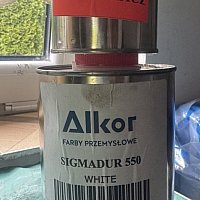 Alkor
FARBY PRZEMYSŁOWE
SIGMADUR 550
WHITE